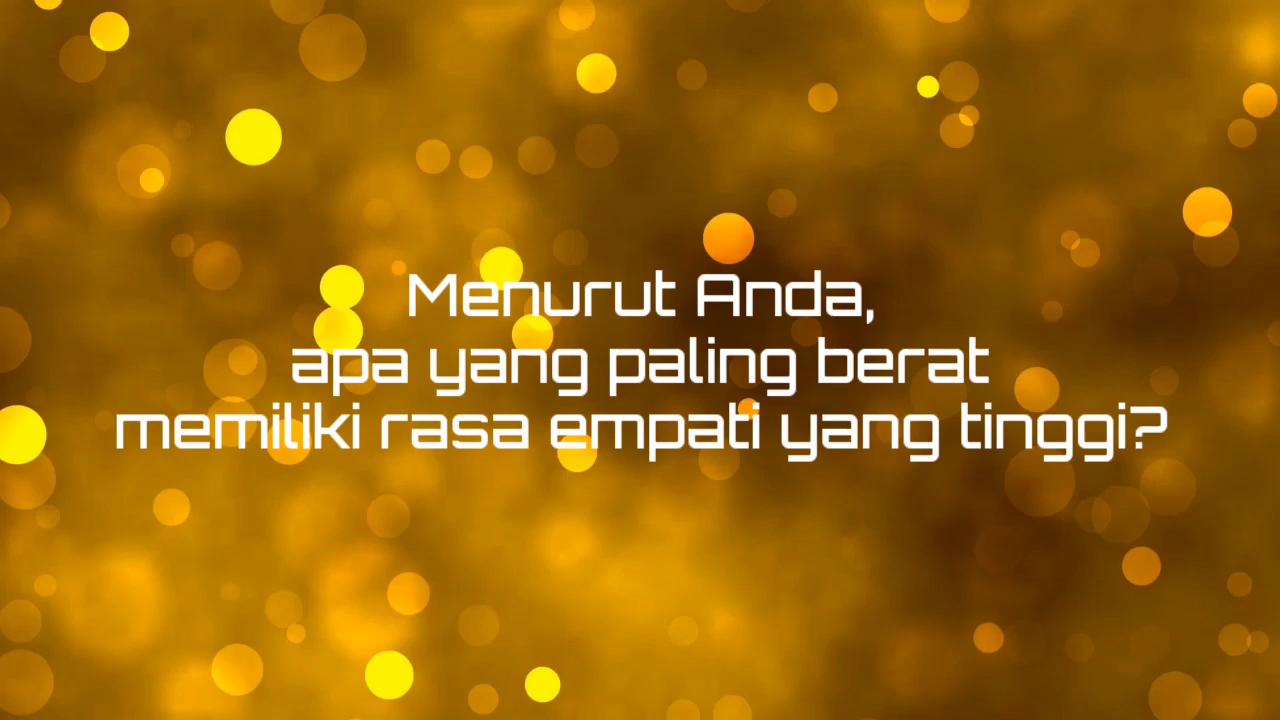 Menurut Anda,
apa yang paling berat
memiliki rasa empati yang tinggi?